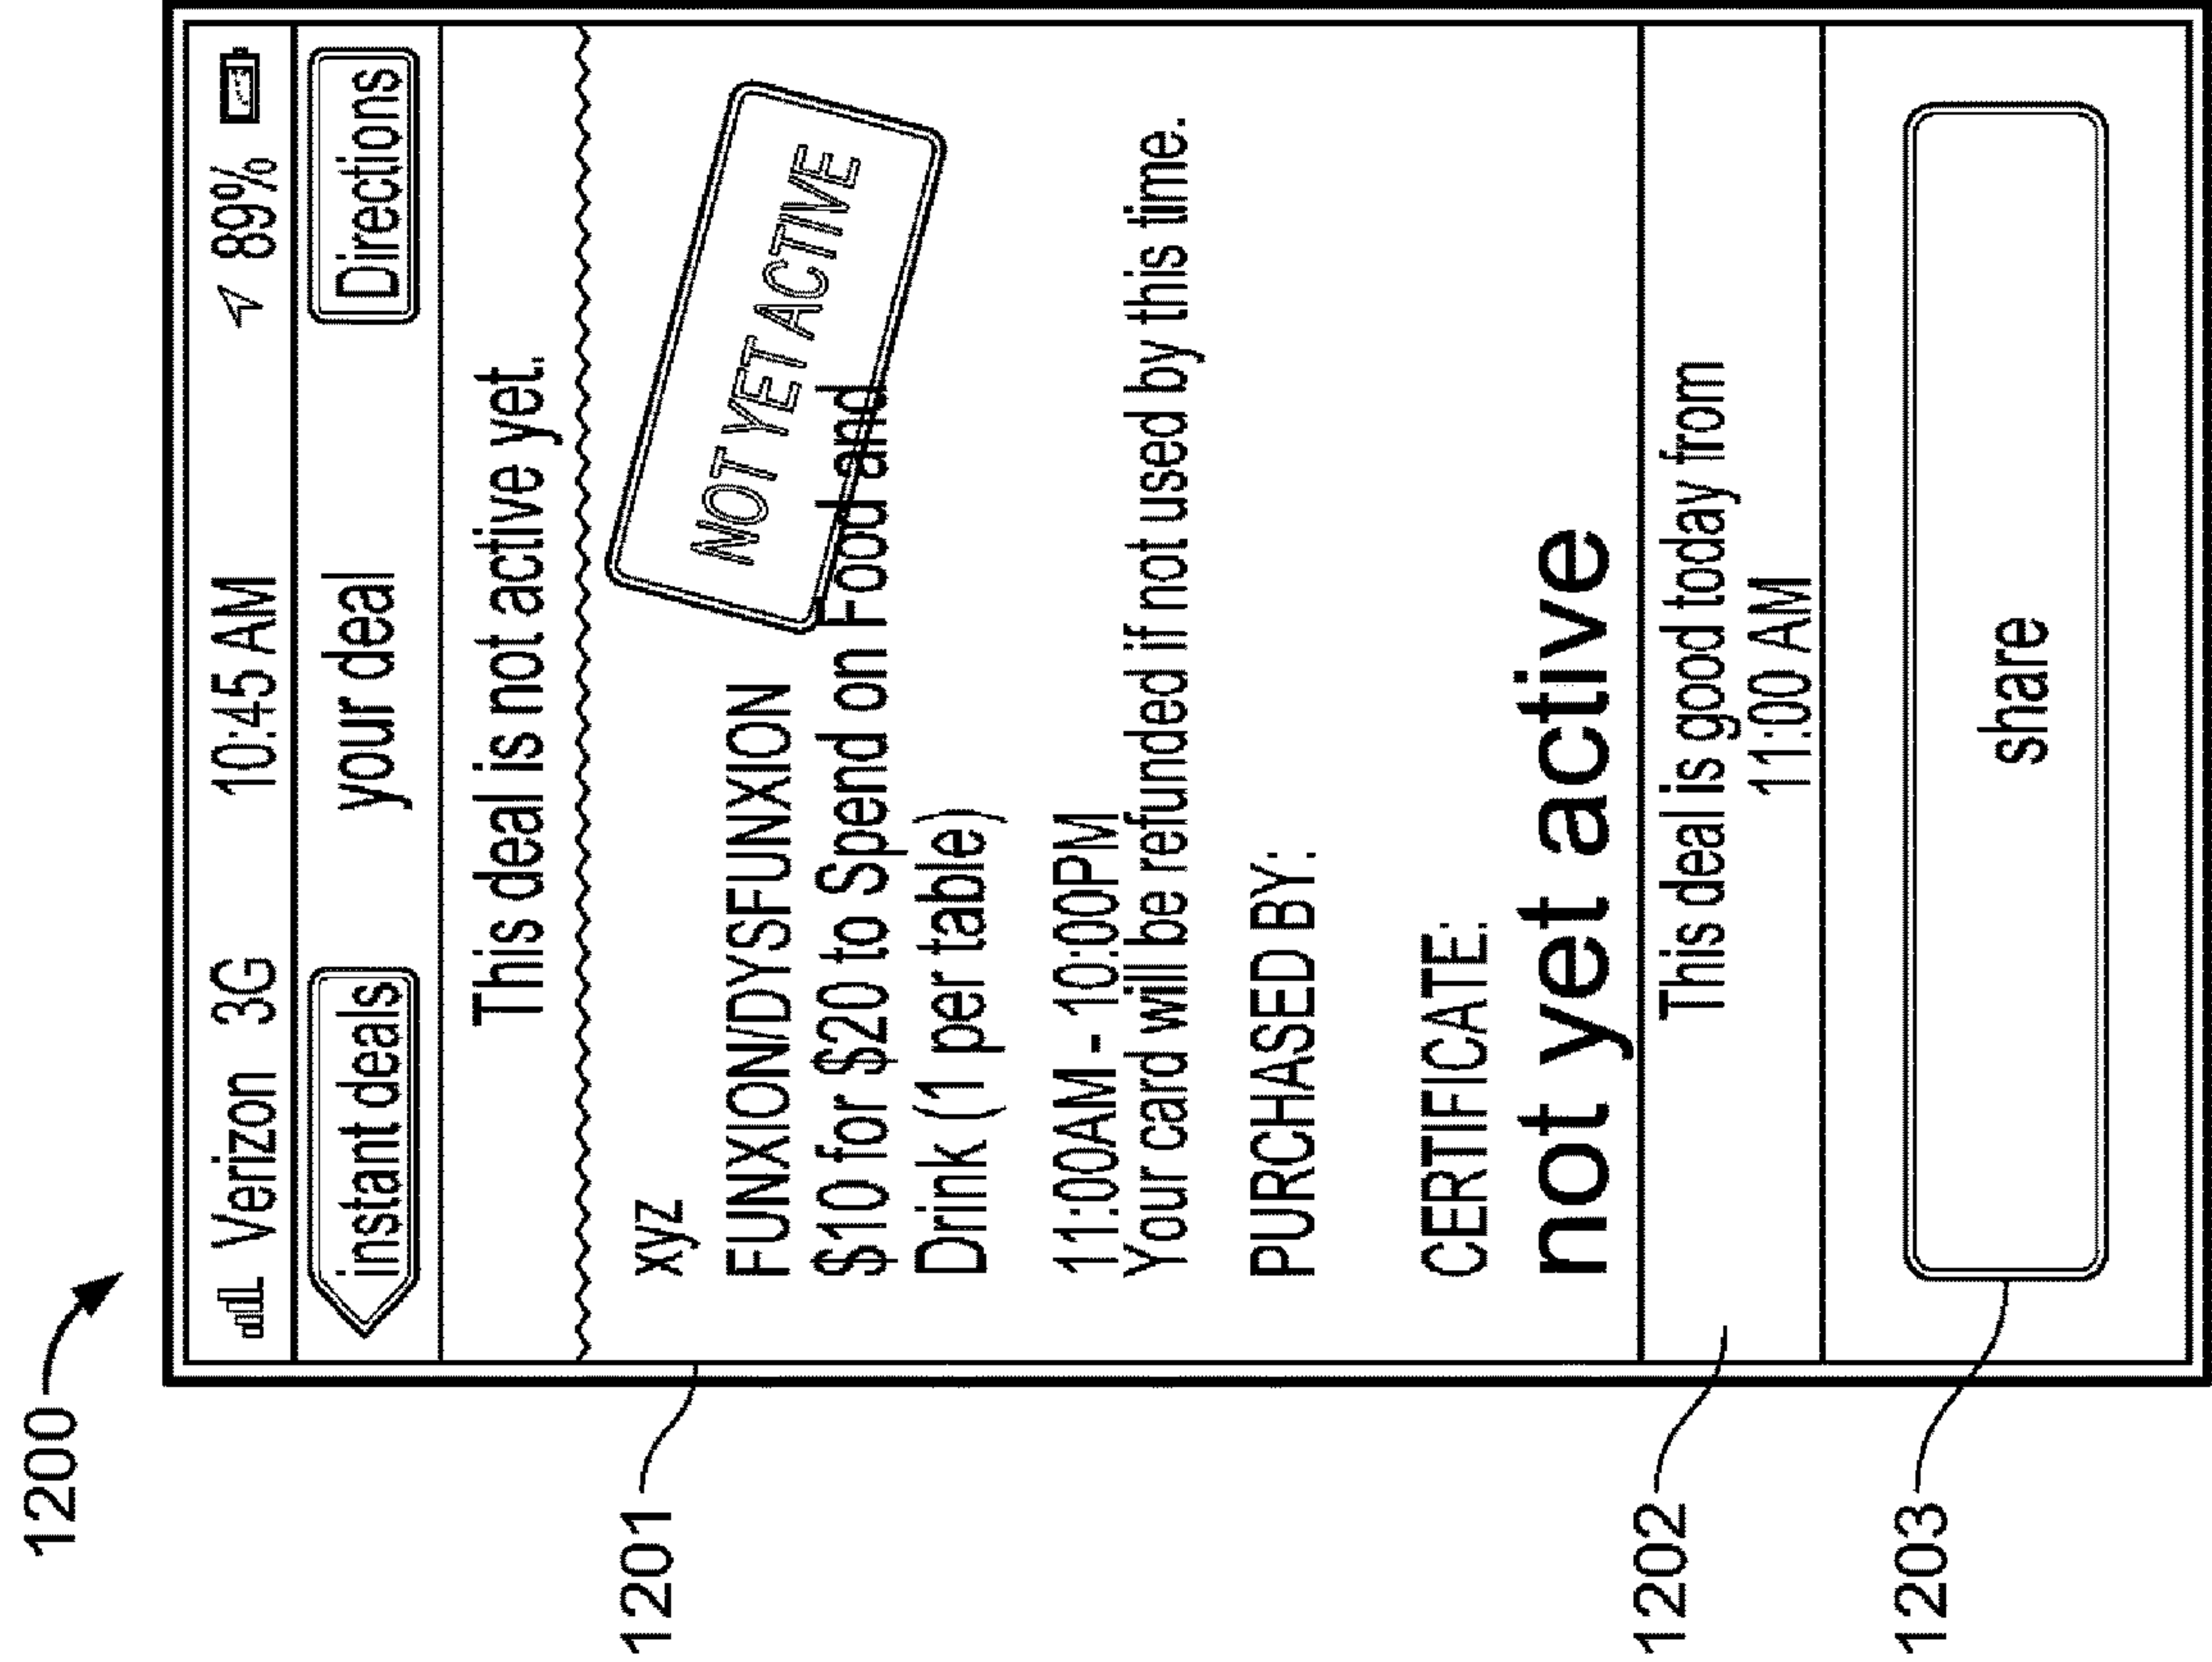 1200
Verizon 3G 10:45 AM 89%
instant deals your deal Directions
This deal is not active yet.
1201
NOT YET ACTIVE
xyz
FUNXION/DYSFUNXION
$10 for $20 to Spend on Food and
Drink (1 per table)
11:00AM - 10:00PM
Your card will be refunded if not used by this time.
PURCHASED BY:
CERTIFICATE:
not yet active
1202
This deal is good today from
11:00 AM
1203
share